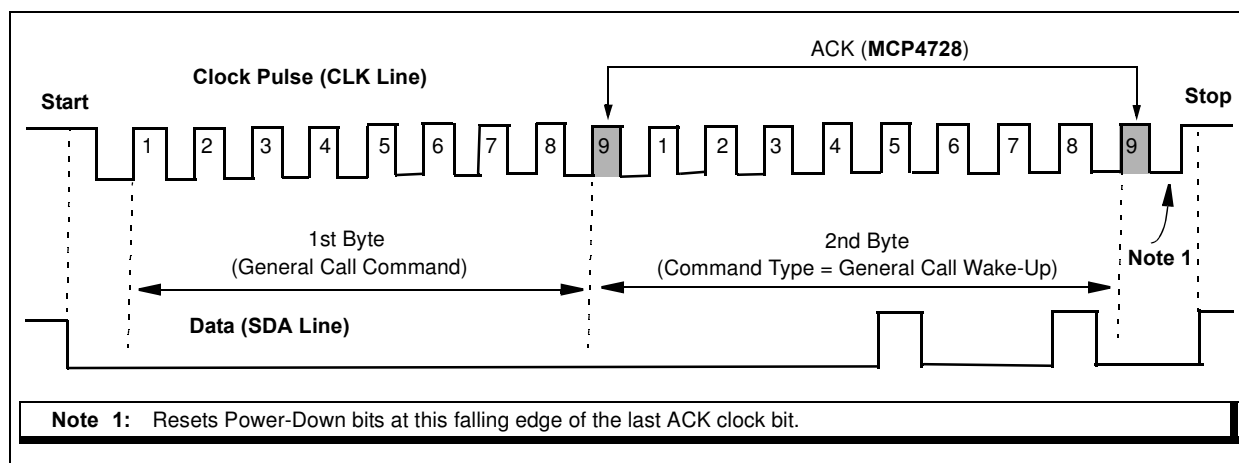 ACK (MCP4728)
Clock Pulse (CLK Line)
Start
Stop
1 2 3 4 5 6 7 8 9 1 2 3 4 5 6 7 8 9
1st Byte
(General Call Command)
2nd Byte
(Command Type = General Call Wake-Up)
Note 1
Data (SDA Line)
Note 1: Resets Power-Down bits at this falling edge of the last ACK clock bit.